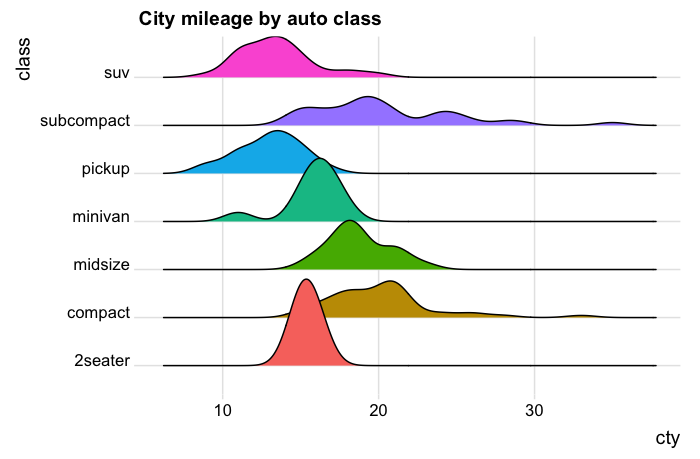 City mileage by auto class
class
suv
subcompact
pickup
minivan
midsize
compact
2seater
10 20 30
cty